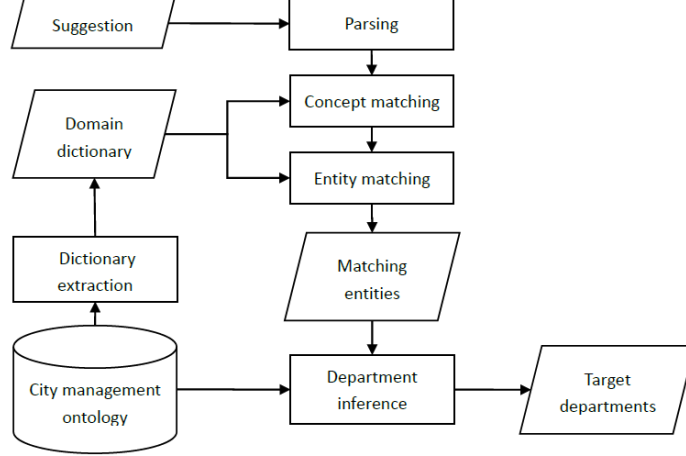 Suggestion
Parsing
Concept matching
Domain
dictionary
Entity matching
Dictionary
extraction
Matching
entities
City management
ontology
Department
inference
Target
departments